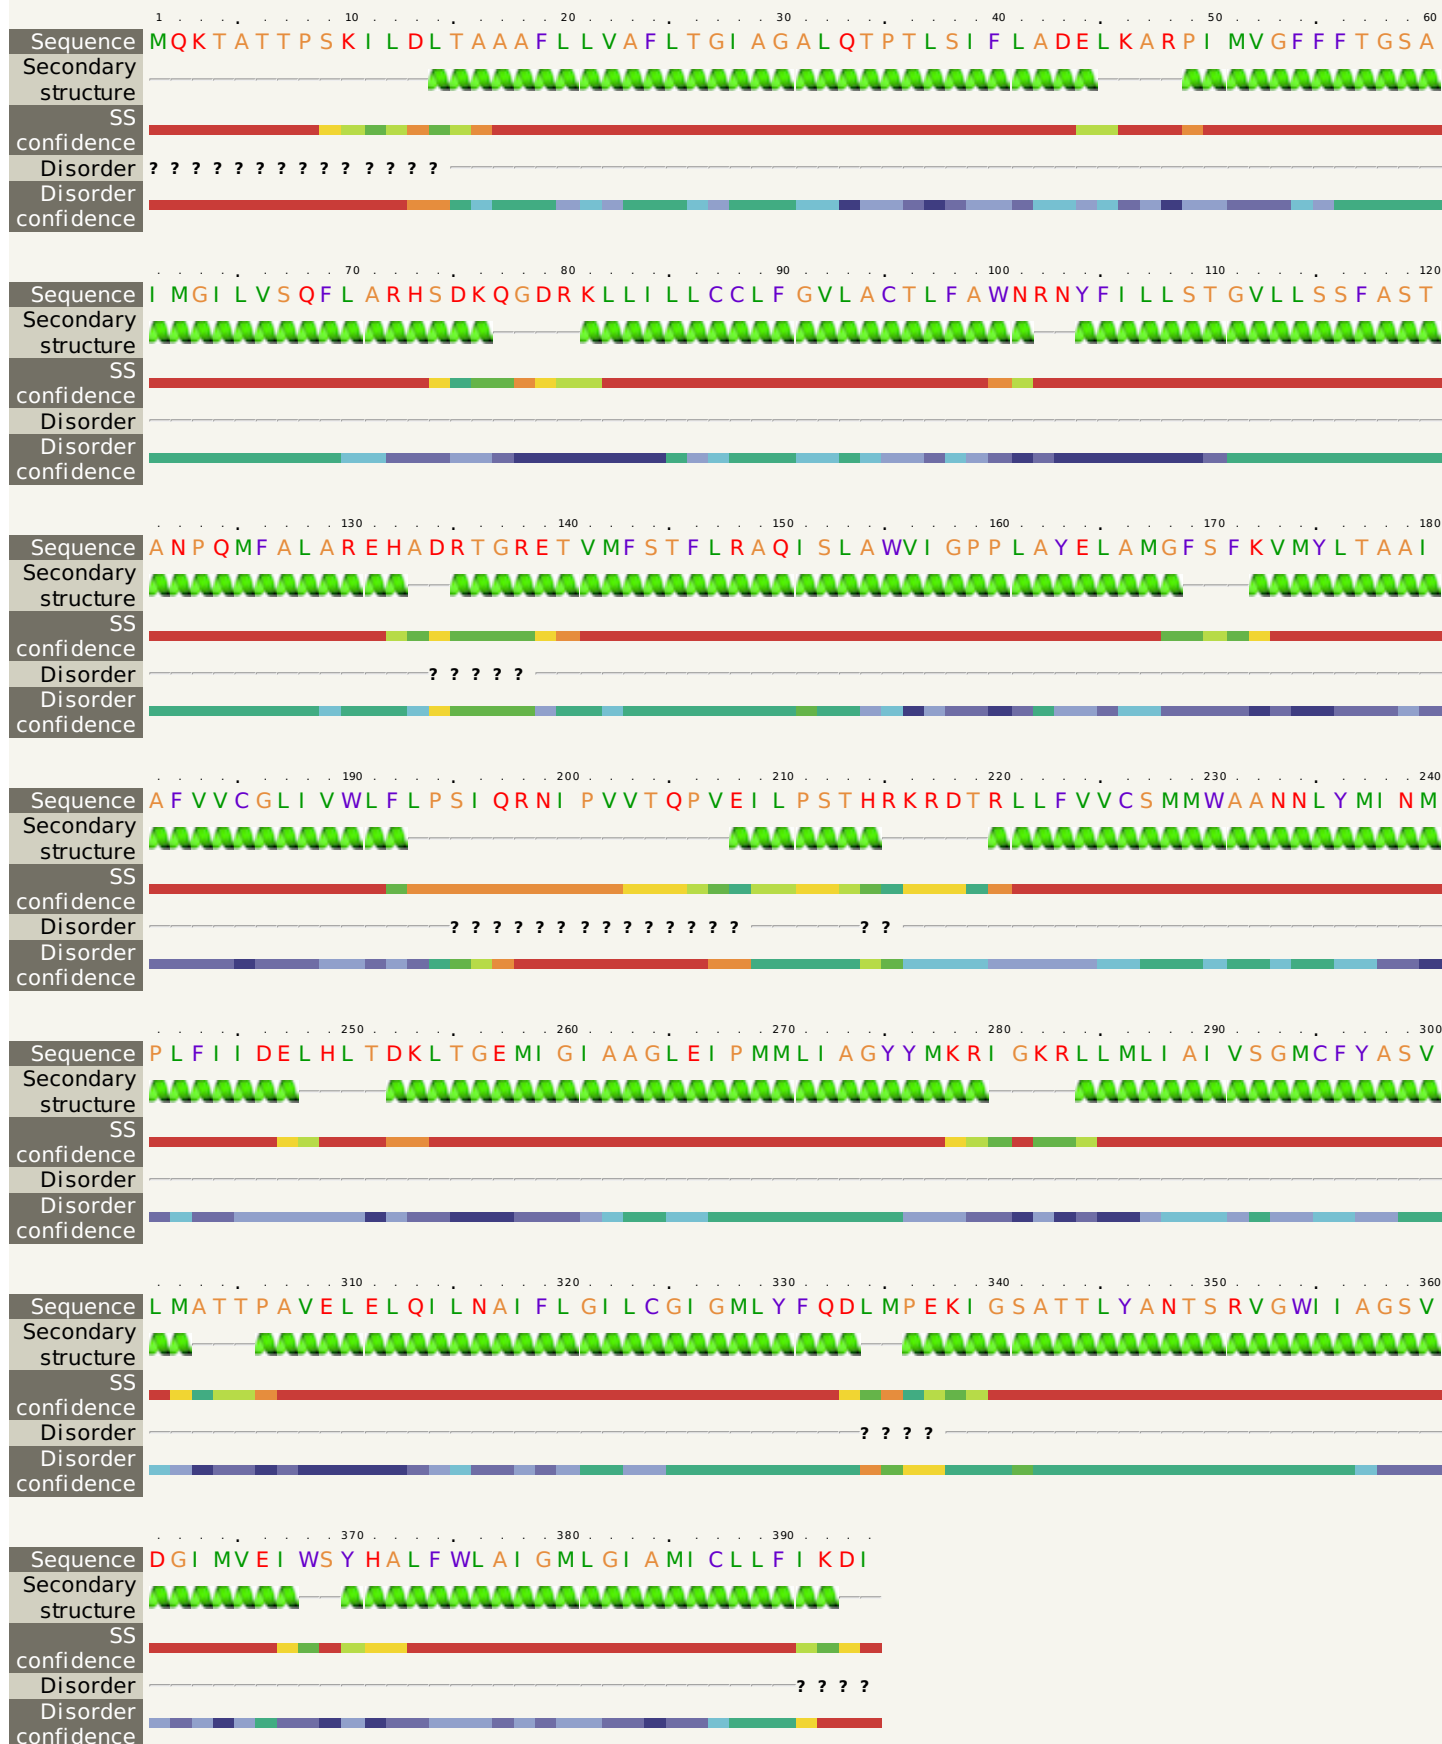 1 10 20 30 40 50 60
Sequence MQKTATTPSKILDLTAAAFLLVAFLTGIAGALQTPTLSIFLADELKARPIMVGFFFTGSA
Secondary
structure
SS
confidence
Disorder ? ? ? ? ? ? ? ? ? ? ? ? ? ?
Disorder
confidence
70 80 90 100 110 120
Sequence IMGILVSQFLARHSDKQGDRKLLILLCCLFGVLACTLFAWNRNYFILLSTGVLLSSFAST
Secondary
structure
SS
confidence
Disorder
Disorder
confidence
130 140 150 160 170 180
Sequence ANPQMFALAREHADRTGRETVMFSTFLRAQISLAWVIGPPLAYELAMGFSFKVMYLTAAI
Secondary
structure
SS
confidence
Disorder ? ? ? ? ?
Disorder
confidence
190 200 210 220 230 240
Sequence AFVVCGLIVWLFLPSIQRNIPVVTQPVEILPSTHRKRDTRLLFVVCSMMWAANNLYMINM
Secondary
structure
SS
confidence
Disorder ? ? ? ? ? ? ? ? ? ? ? ? ? ? ? ?
Disorder
confidence
250 260 270 280 290 300
Sequence PLFIIDELHLTDKLTGEMIGIAAGLEIPMMLIAGYYMKRIGKRLLMLIAIVSGMCFYASV
Secondary
structure
SS
confidence
Disorder
Disorder
confidence
310 320 330 340 350 360
Sequence LMATTPAVELELQILNAIFLGILCGIGMLYFQDLMPEKIGSATTLYANTSRVGWIIAGSV
Secondary
structure
SS
confidence
Disorder ? ? ? ?
Disorder
confidence
370 380 390
Sequence DGIMVEIWSYHALFWLAIGMLGIAMICLLFIKDI
Secondary
structure
SS
confidence
Disorder ? ? ? ?
Disorder
confidence